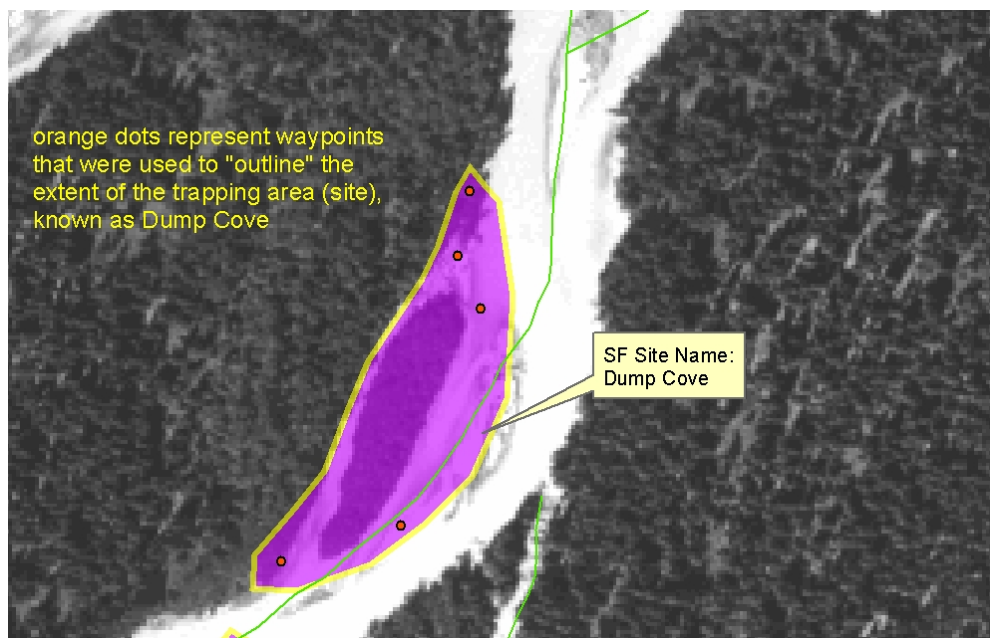 orange dots represent waypoints
that were used to "outline" the
extent of the trapping area (site),
known as Dump Cove
SF Site Name:
Dump Cove